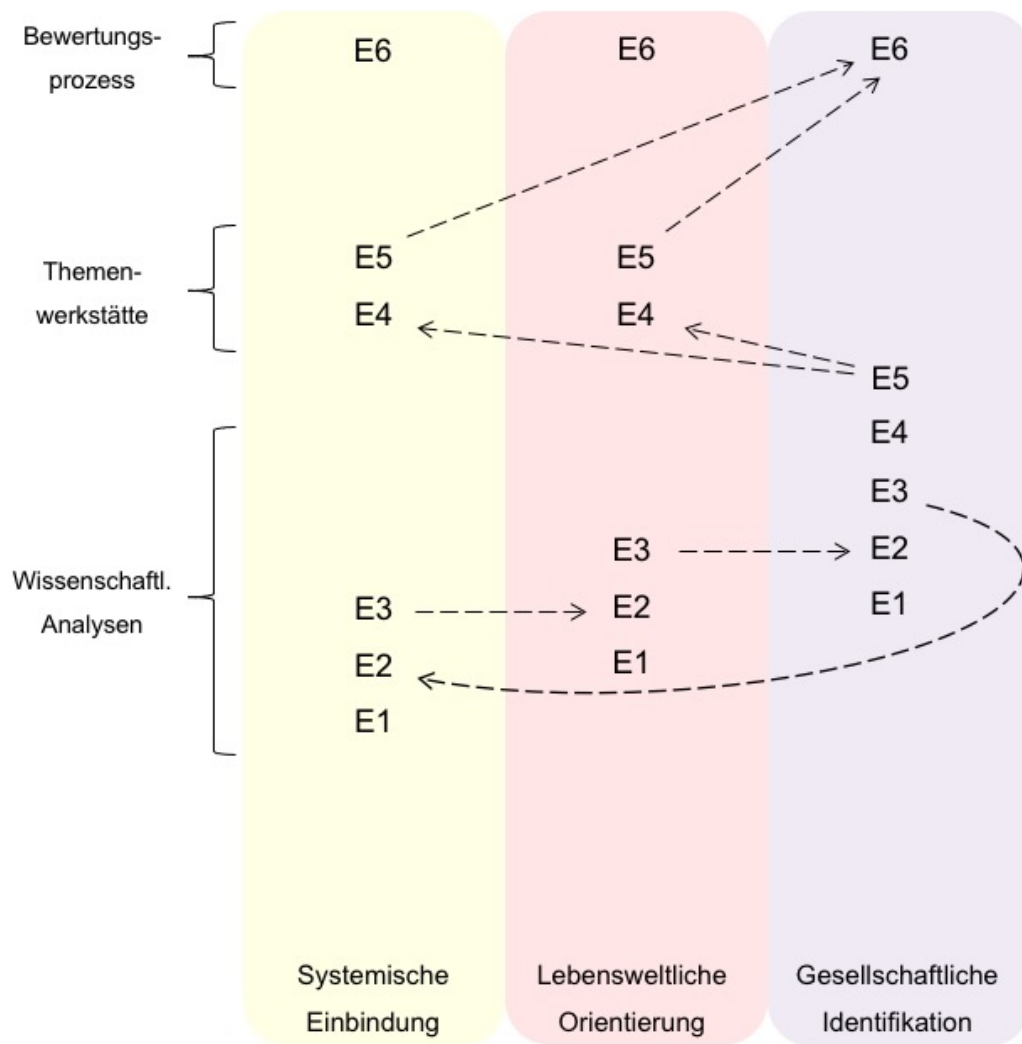 Bewertungs-
prozess
E6
E6
E6
Themen-
werkstätte
E5
E5
E4
E4
E5
E4
E3
Wissenschaftl.
Analysen
E3
E2
E3
E2
E1
E2
E1
E1
Systemische
Einbindung
Lebensweltliche
Orientierung
Gesellschaftliche
Identifikation